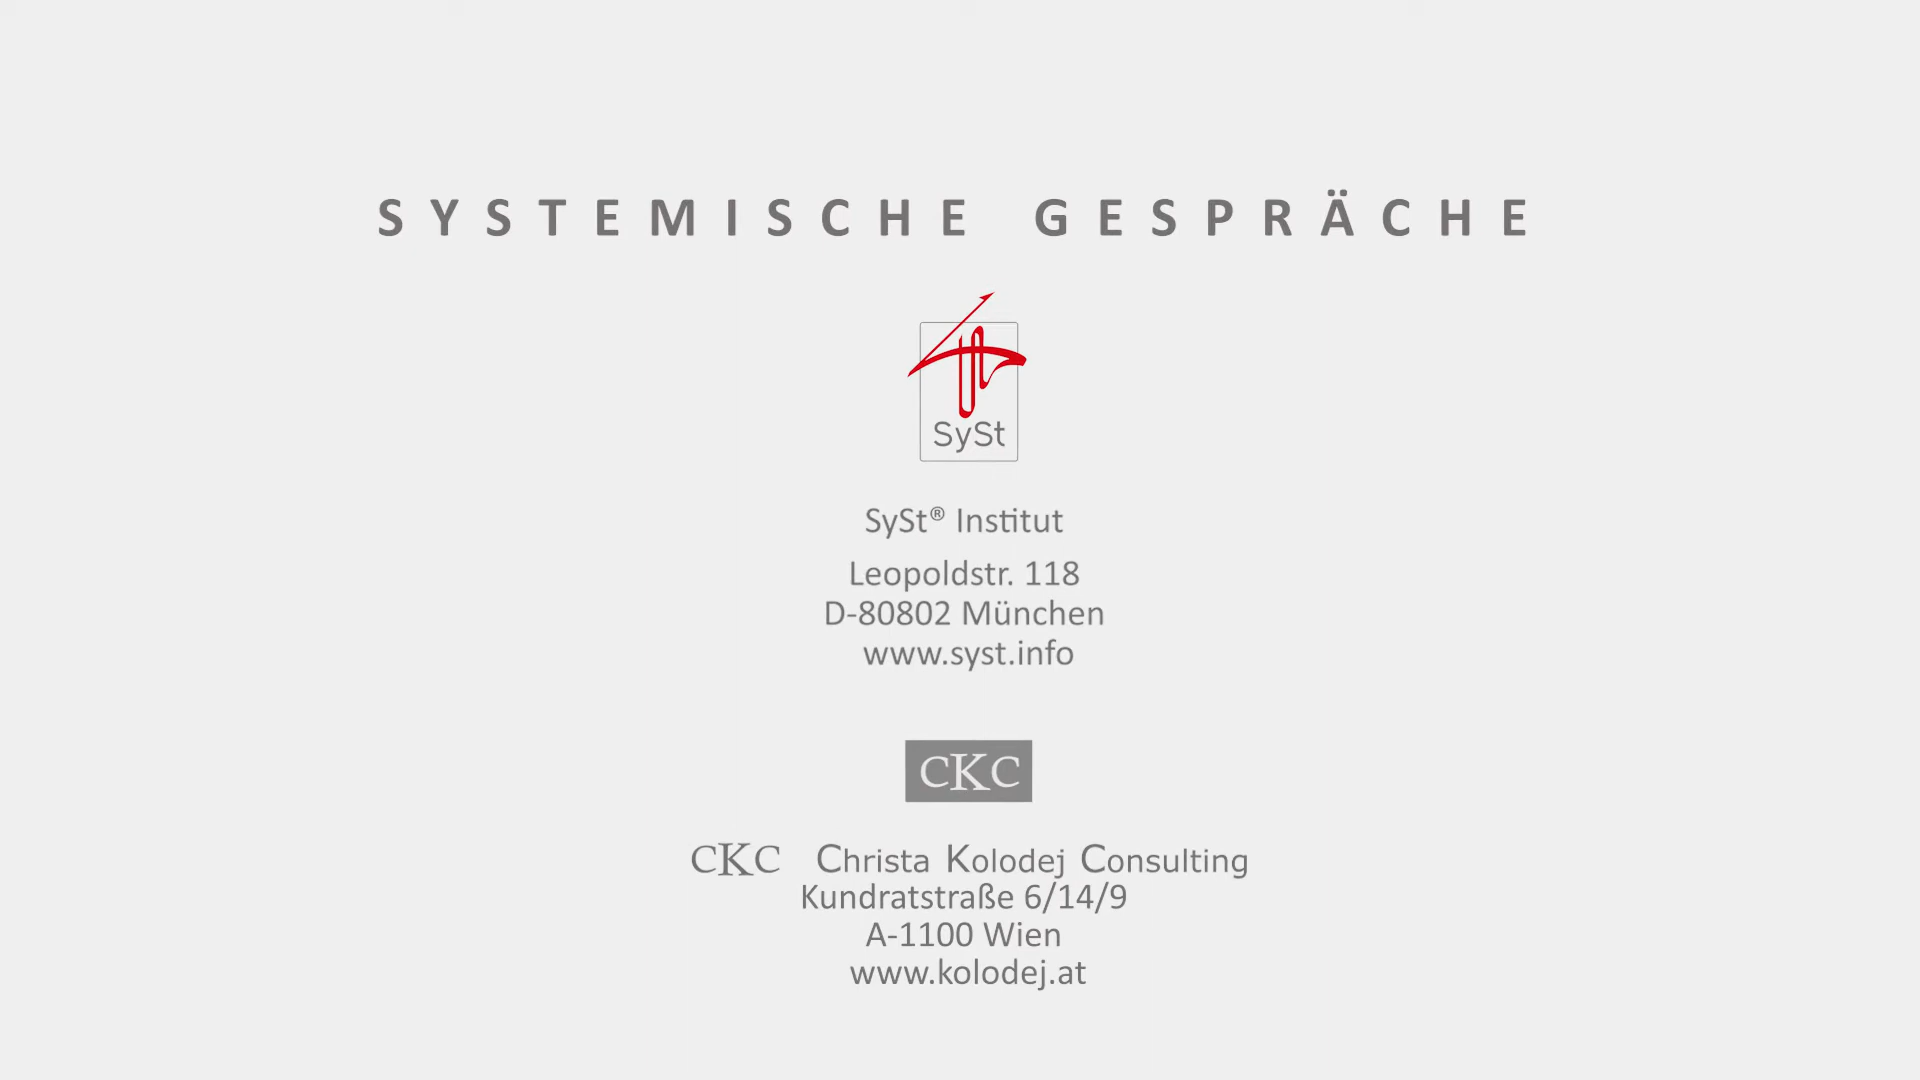 SYSTEMISCHE GESPRÄCHE
SySt
SySt® Institut
Leopoldstr. 118
D-80802 München
www.syst.info
CKC
CKC Christa Kolodej Consulting
Kundratstraße 6/14/9
A-1100 Wien
www.kolodej.at